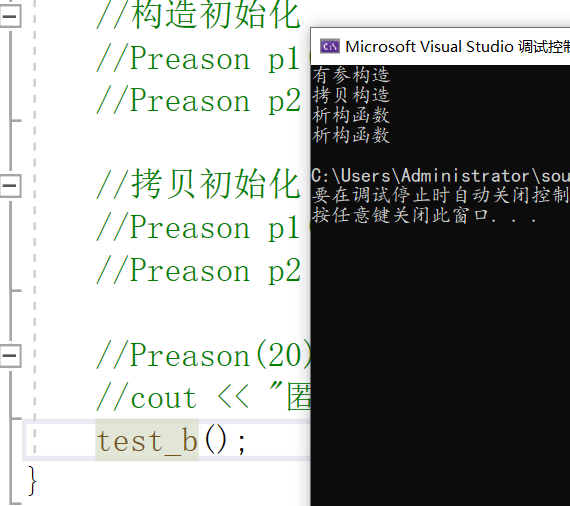 //构造初始化
//Preason p1
//Preason p2
//拷贝初始化
//Preason p1
//Preason p2
//Preason(20)
//cout << "匿
test_b();
}
Microsoft Visual Studio 调试控制
有参构造
拷贝构造
析构函数
析构函数
C:\Users\Administrator\sou
要在调试停止时自动关闭控制
按任意键关闭此窗口. . .